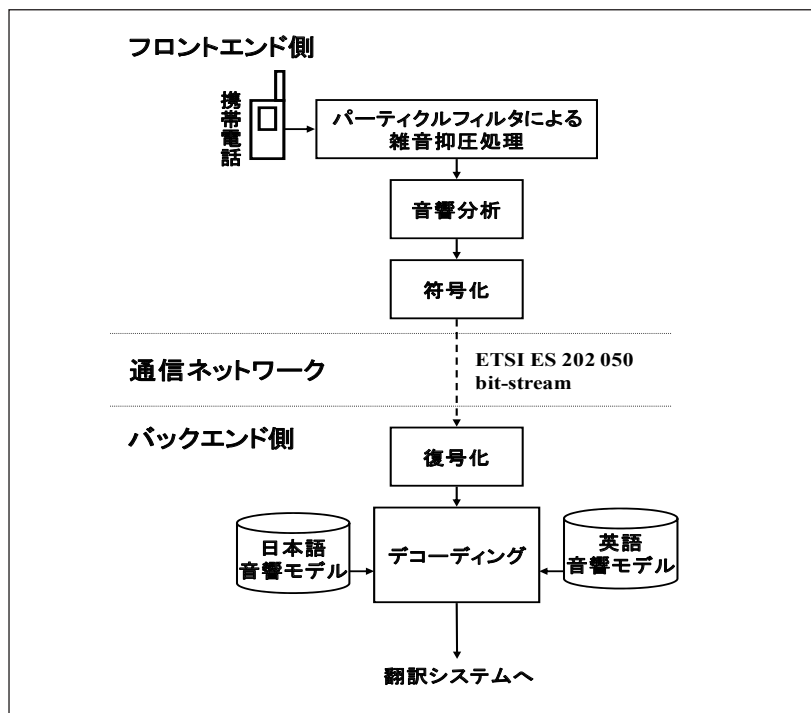 フロントエンド側
携帯電話
パーティクルフィルタによる
雑音抑圧処理
音響分析
符号化
通信ネットワーク
ETSI ES 202 050
bit-stream
バックエンド側
復号化
日本語
音響モデル
デコーディング
英語
音響モデル
翻訳システムへ